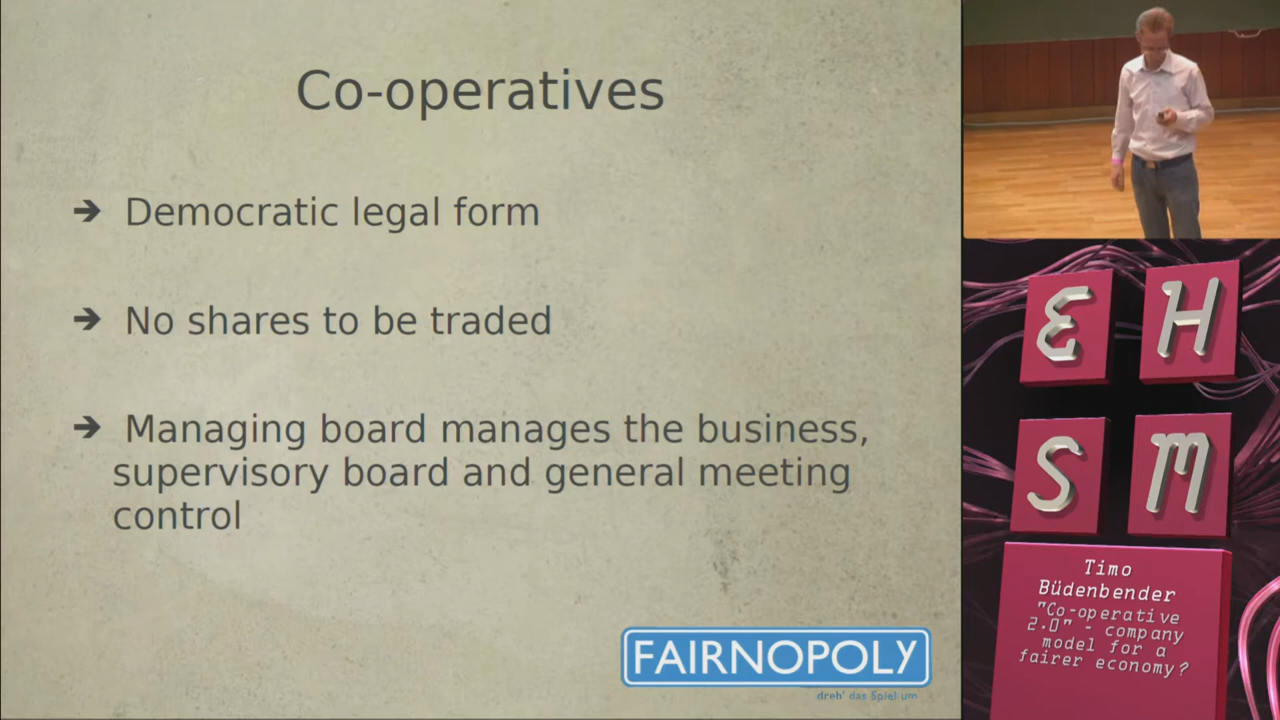 Co-operatives
➔ Democratic legal form
➔ No shares to be traded
➔ Managing board manages the business,
supervisory board and general meeting
control
FAIRNOPOLY
dreh' das Spiel um
E H
S M
Timo
Büdenbender
"Co-operative
2.0" - company
model for a
fairer economy?